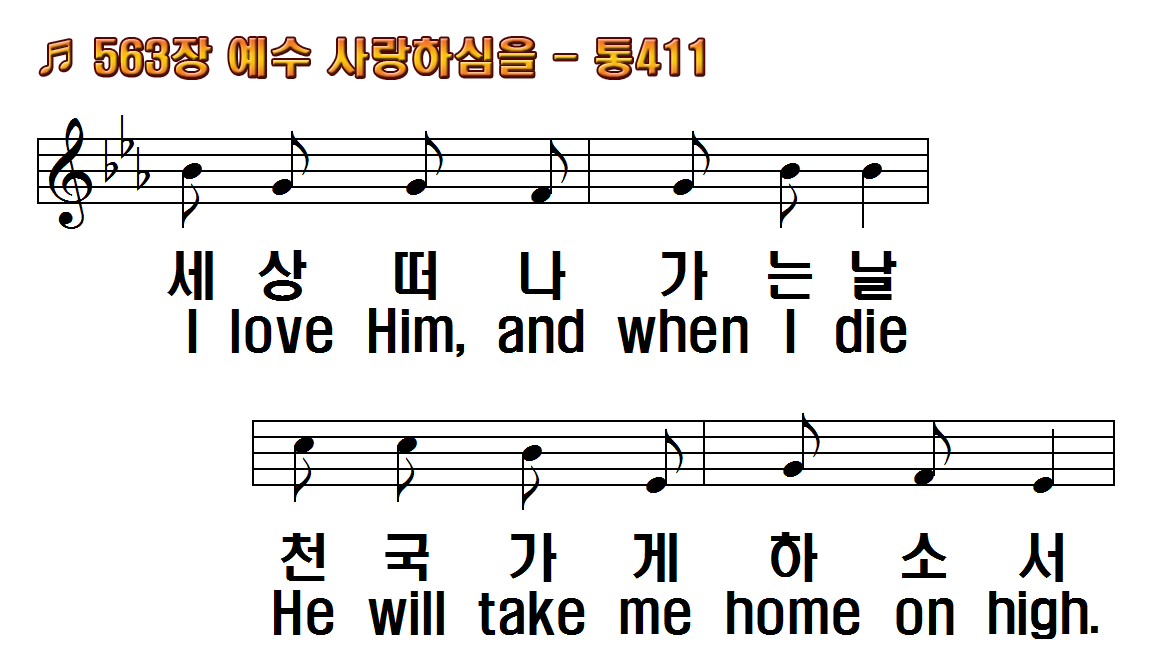 563장 예수 사랑하심을 - 통411
세 상 떠 나 가 는 날
I love Him, and when I die
천 국 가 게 하 소 서
He will take me home on high.